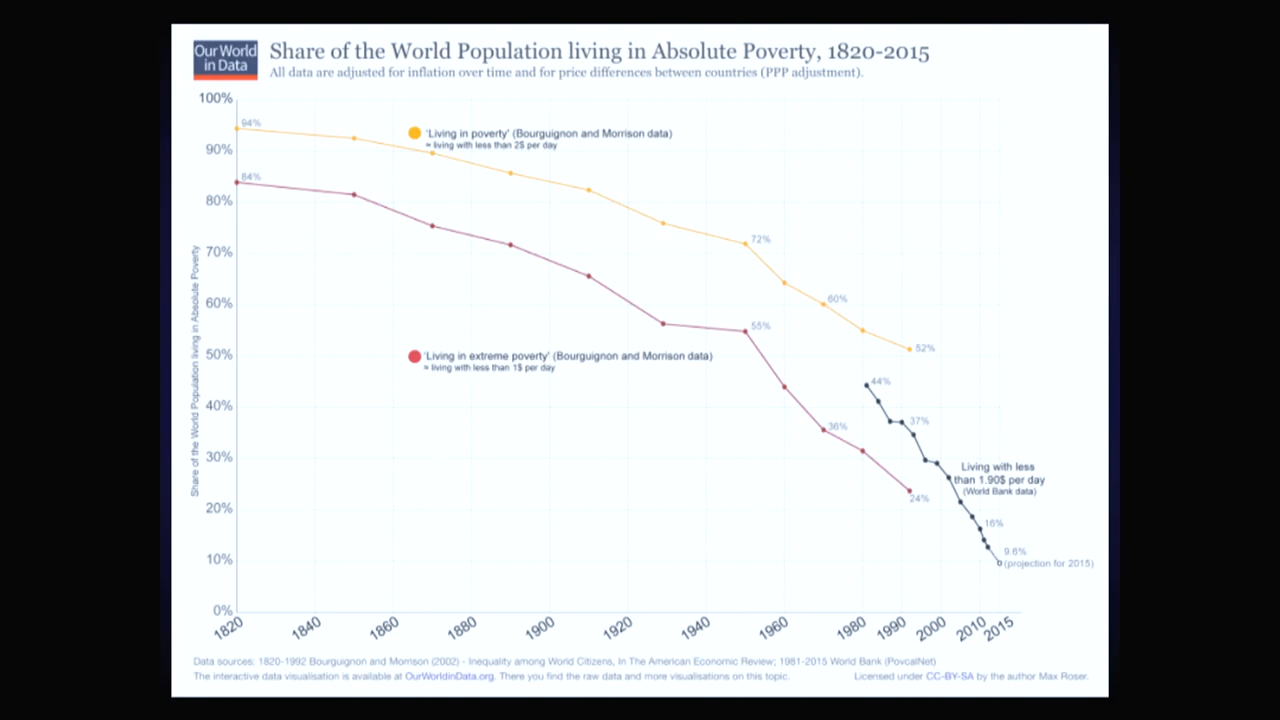 Our World
in Data
Share of the World Population living in Absolute Poverty, 1820-2015
All data are adjusted for inflation over time and for price differences between countries (PPP adjustment).
Share of the World Population living in Absolute Poverty
100%
90%
80%
70%
60%
50%
40%
30%
20%
10%
0%
94%
84%
'Living in poverty' (Bourguignon and Morrison data)
= living with less than 2$ per day
72%
60%
52%
55%
'Living in extreme poverty' (Bourguignon and Morrison data)
= living with less than 1$ per day
36%
24%
44%
37%
Living with less
than 1.90$ per day
(World Bank data)
16%
9.6%
(projection for 2015)
1820
1840
1860
1880
1900
1920
1940
1960
1980
1990
2000
2010
2015
Data sources: 1820-1992 Bourguignon and Morrison (2002) - Inequality among World Citizens, In The American Economic Review; 1981-2015 World Bank (PovcalNet)
The interactive data visualisation is available at OurWorldinData.org. There you find the raw data and more visualisations on this topic.
Licensed under CC-BY-SA by the author Max Roser.